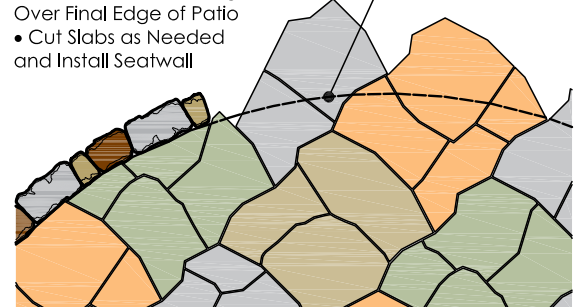 Over Final Edge of Patio
• Cut Slabs as Needed
and Install Seatwall